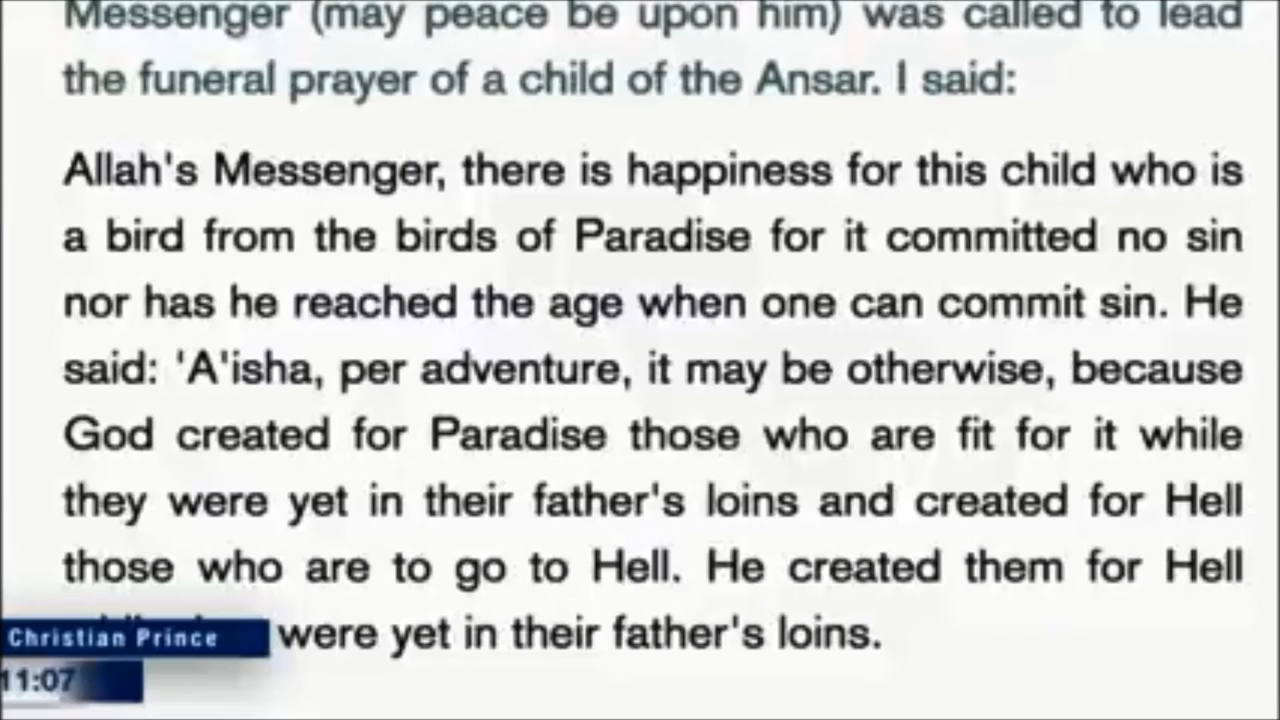 Messenger (may peace be upon him) was called to lead
the funeral prayer of a child of the Ansar. I said:
Allah's Messenger, there is happiness for this child who is
a bird from the birds of Paradise for it committed no sin
nor has he reached the age when one can commit sin. He
said: 'A'isha, per adventure, it may be otherwise, because
God created for Paradise those who are fit for it while
they were yet in their father's loins and created for Hell
those who are to go to Hell. He created them for Hell
were yet in their father's loins.
Christian Prince
11:07